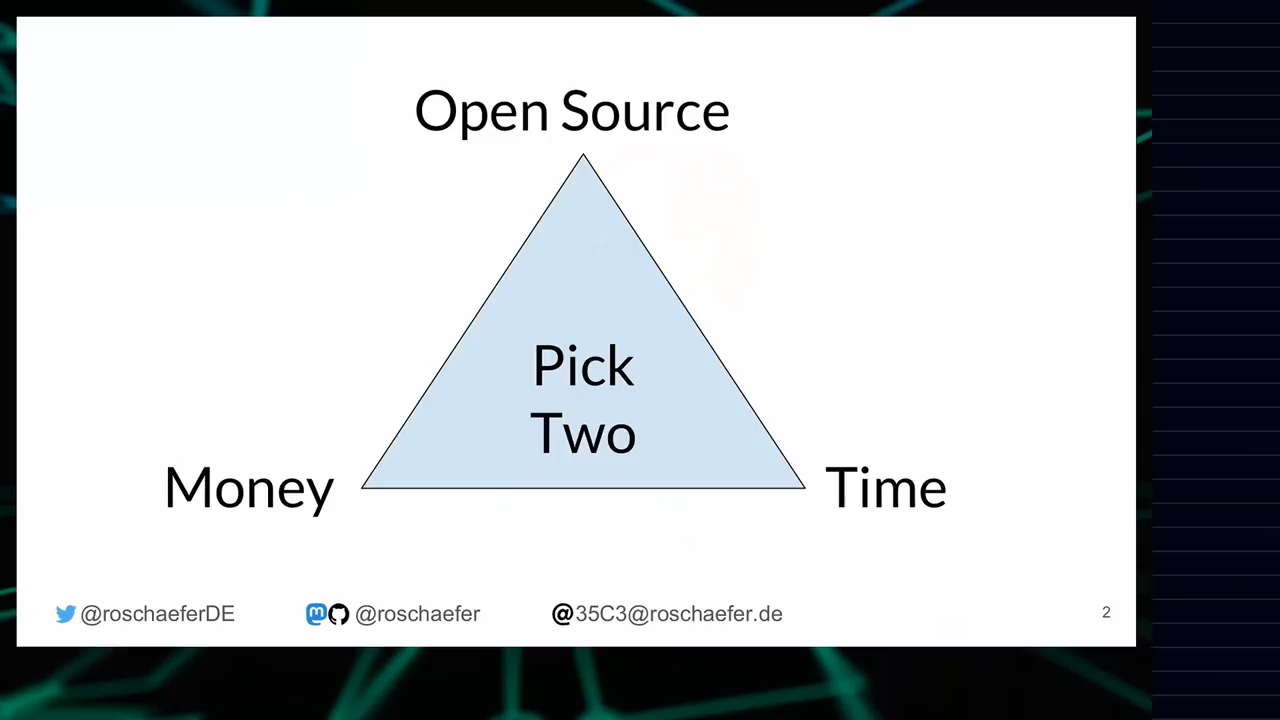 Open Source
Pick
Two
Money
Time
@roschaeferDE
@roschaefer
@35C3@roschaefer.de
2